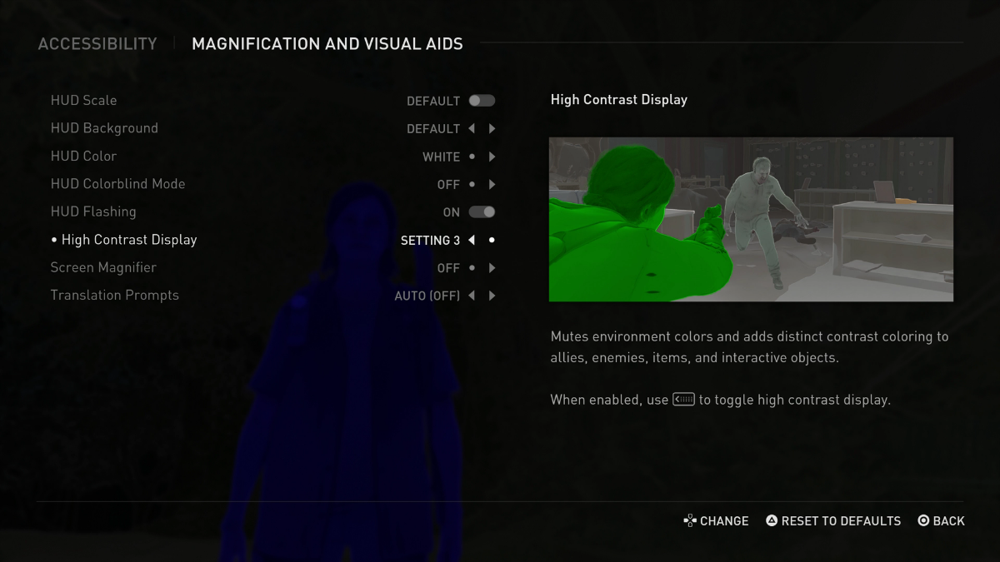 ACCESSIBILITY | MAGNIFICATION AND VISUAL AIDS
HUD Scale DEFAULT
HUD Background DEFAULT
HUD Color WHITE
HUD Colorblind Mode OFF
HUD Flashing ON
• High Contrast Display SETTING 3
Screen Magnifier OFF
Translation Prompts AUTO (OFF)
High Contrast Display
Mutes environment colors and adds distinct contrast coloring to
allies, enemies, items, and interactive objects.
When enabled, use to toggle high contrast display.
CHANGE RESET TO DEFAULTS BACK